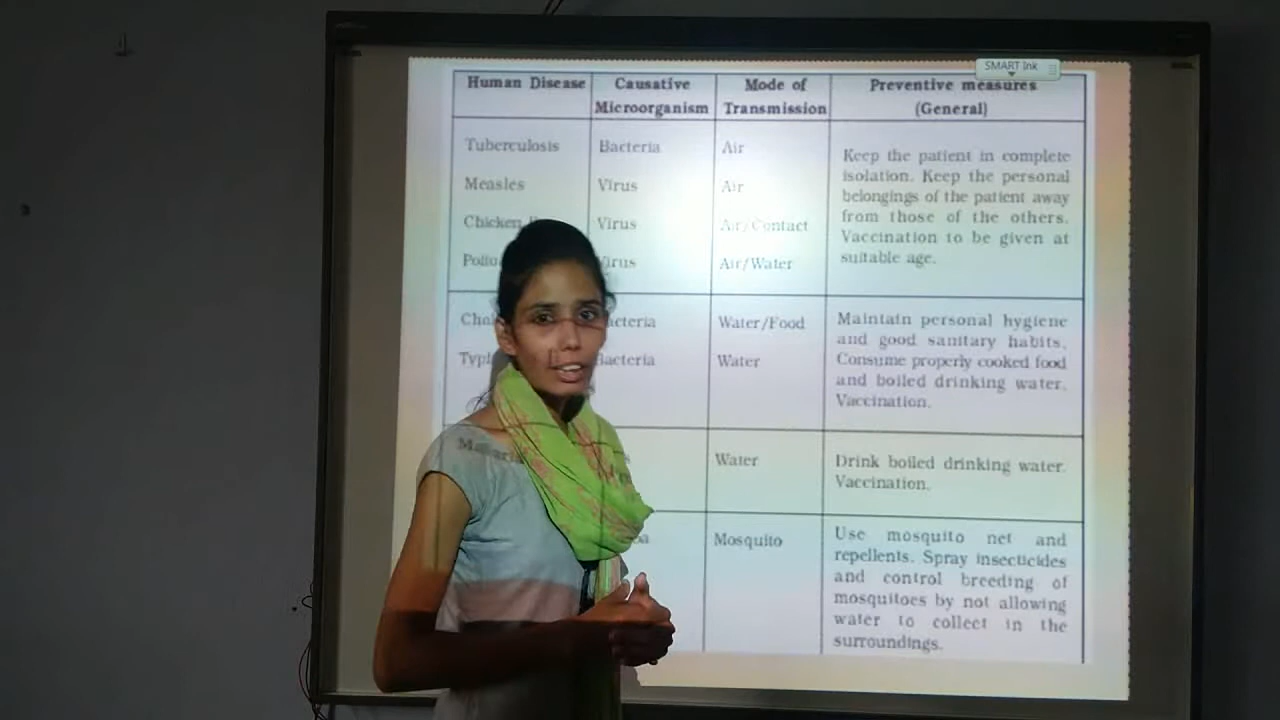 SMART Ink
Human Disease Causative Microorganism Mode of Transmission Preventive measures (General)
Tuberculosis Bacteria Air
Measles Virus Air
Chicken Virus Air/Contact
Virus Air/Water
Keep the patient in complete
isolation. Keep the personal
belongings of the patient away
from those of the others.
Vaccination to be given at
suitable age.
Water/Food
Bacteria Water
Maintain personal hygiene
and good sanitary habits.
Consume properly cooked food
and boiled drinking water.
Vaccination.
Water
Drink boiled drinking water.
Vaccination.
Mosquito
Use mosquito net and
repellents. Spray insecticides
and control breeding of
mosquitoes by not allowing
water to collect in the
surroundings.